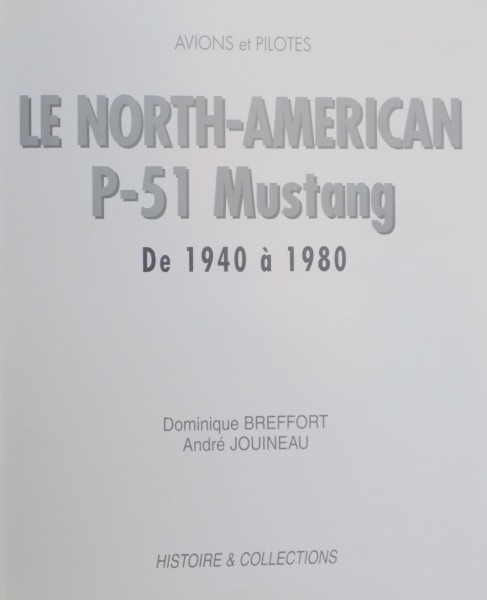 AVIONS et PILOTES
LE NORTH-AMERICAN
P-51 Mustang
De 1940 à 1980
Dominique BREFFORT
André JOUINEAU
HISTOIRE & COLLECTIONS